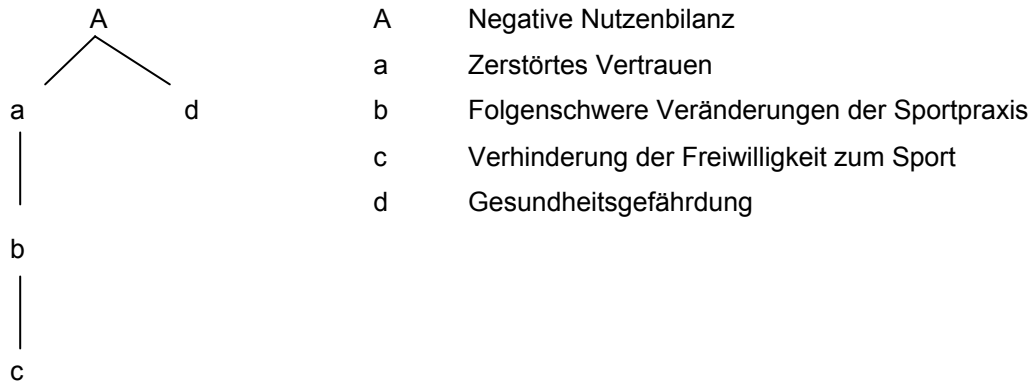 A A Negative Nutzenbilanz
a Zerstörtes Vertrauen
a d b Folgenschwere Veränderungen der Sportpraxis
c Verhinderung der Freiwilligkeit zum Sport
d Gesundheitsgefährdung
b
c